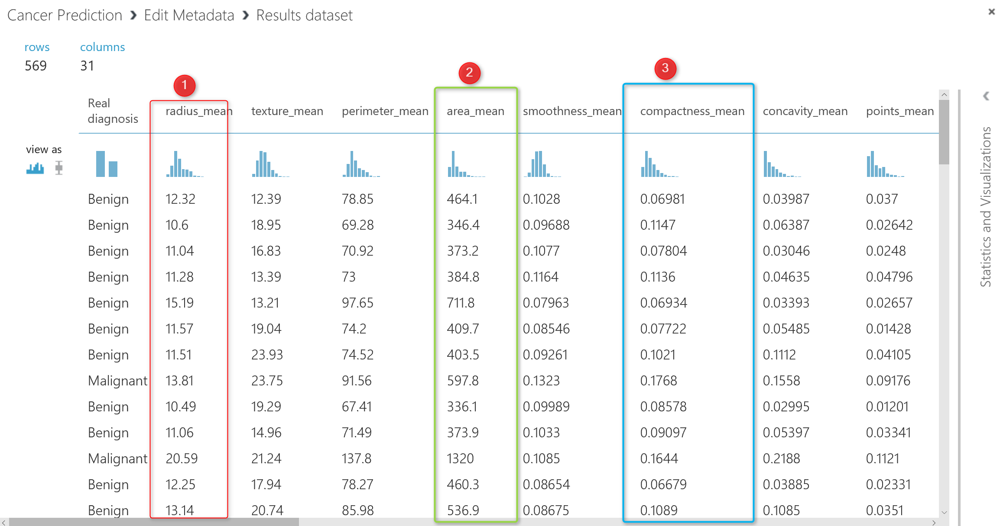 Cancer Prediction › Edit Metadata › Results dataset
rows columns
569 31
1 2 3
Real diagnosis radius_mean texture_mean perimeter_mean area_mean smoothness_mean compactness_mean concavity_mean points_mean
view as
Benign 12.32 12.39 78.85 464.1 0.1028 0.06981 0.03987 0.037
Benign 10.6 18.95 69.28 346.4 0.09688 0.1147 0.06387 0.02642
Benign 11.04 16.83 70.92 373.2 0.1077 0.07804 0.03046 0.0248
Benign 11.28 13.39 73 384.8 0.1164 0.1136 0.04635 0.04796
Benign 15.19 13.21 97.65 711.8 0.07963 0.06934 0.03393 0.02657
Benign 11.57 19.04 74.2 409.7 0.08546 0.07722 0.05485 0.01428
Benign 11.51 23.93 74.52 403.5 0.09261 0.1021 0.1112 0.04105
Malignant 13.81 23.75 91.56 597.8 0.1323 0.1768 0.1558 0.09176
Benign 10.49 19.29 67.41 336.1 0.09989 0.08578 0.02995 0.01201
Benign 11.06 14.96 71.49 373.9 0.1033 0.09097 0.05397 0.03341
Malignant 20.59 21.24 137.8 1320 0.1085 0.1644 0.2188 0.1121
Benign 12.25 17.94 78.27 460.3 0.08654 0.06679 0.03885 0.02331
Benign 13.14 20.74 85.98 536.9 0.08675 0.1089 0.1085 0.0351
Statistics and Visualizations